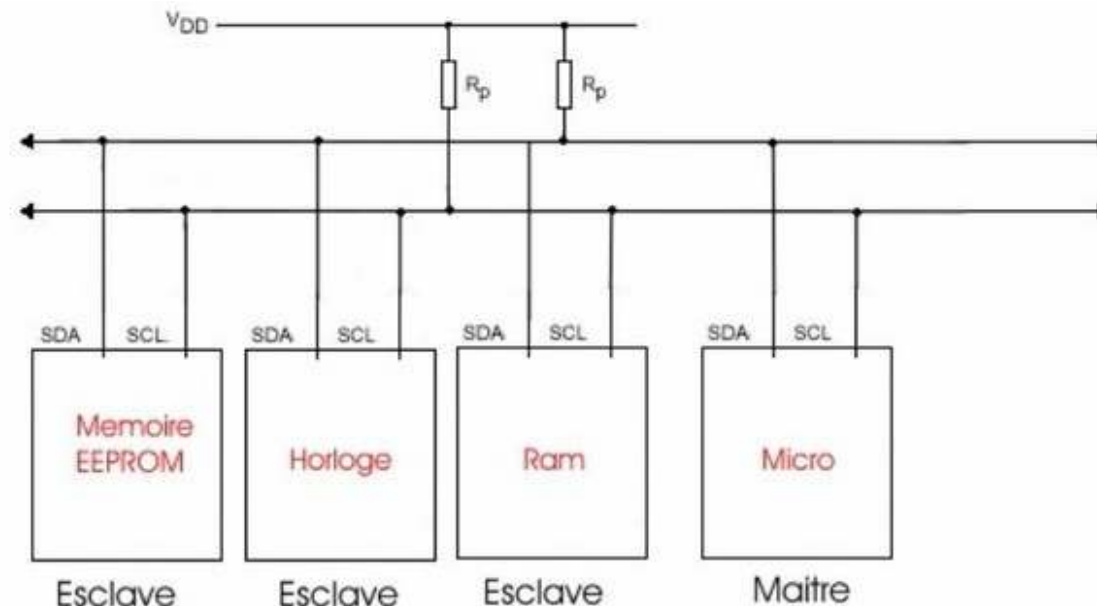 VDD
Rp Rp
SDA SCL SDA SCL SDA SCL SDA SCL
Memoire
EEPROM
Horloge
Ram
Micro
Esclave Esclave Esclave Maitre